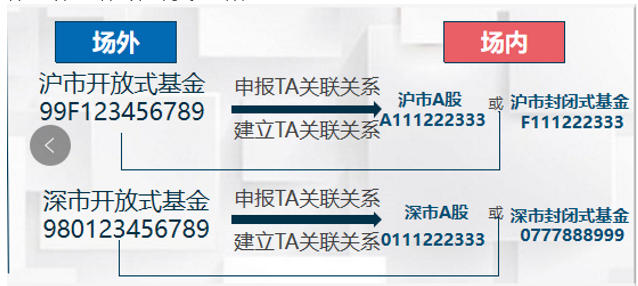 场外
场内
沪市开放式基金
99F123456789
申报TA关联关系
建立TA关联关系
沪市A股
A111222333
或
沪市封闭式基金
F111222333
深市开放式基金
980123456789
申报TA关联关系
建立TA关联关系
深市A股
0111222333
或
深市封闭式基金
0777888999